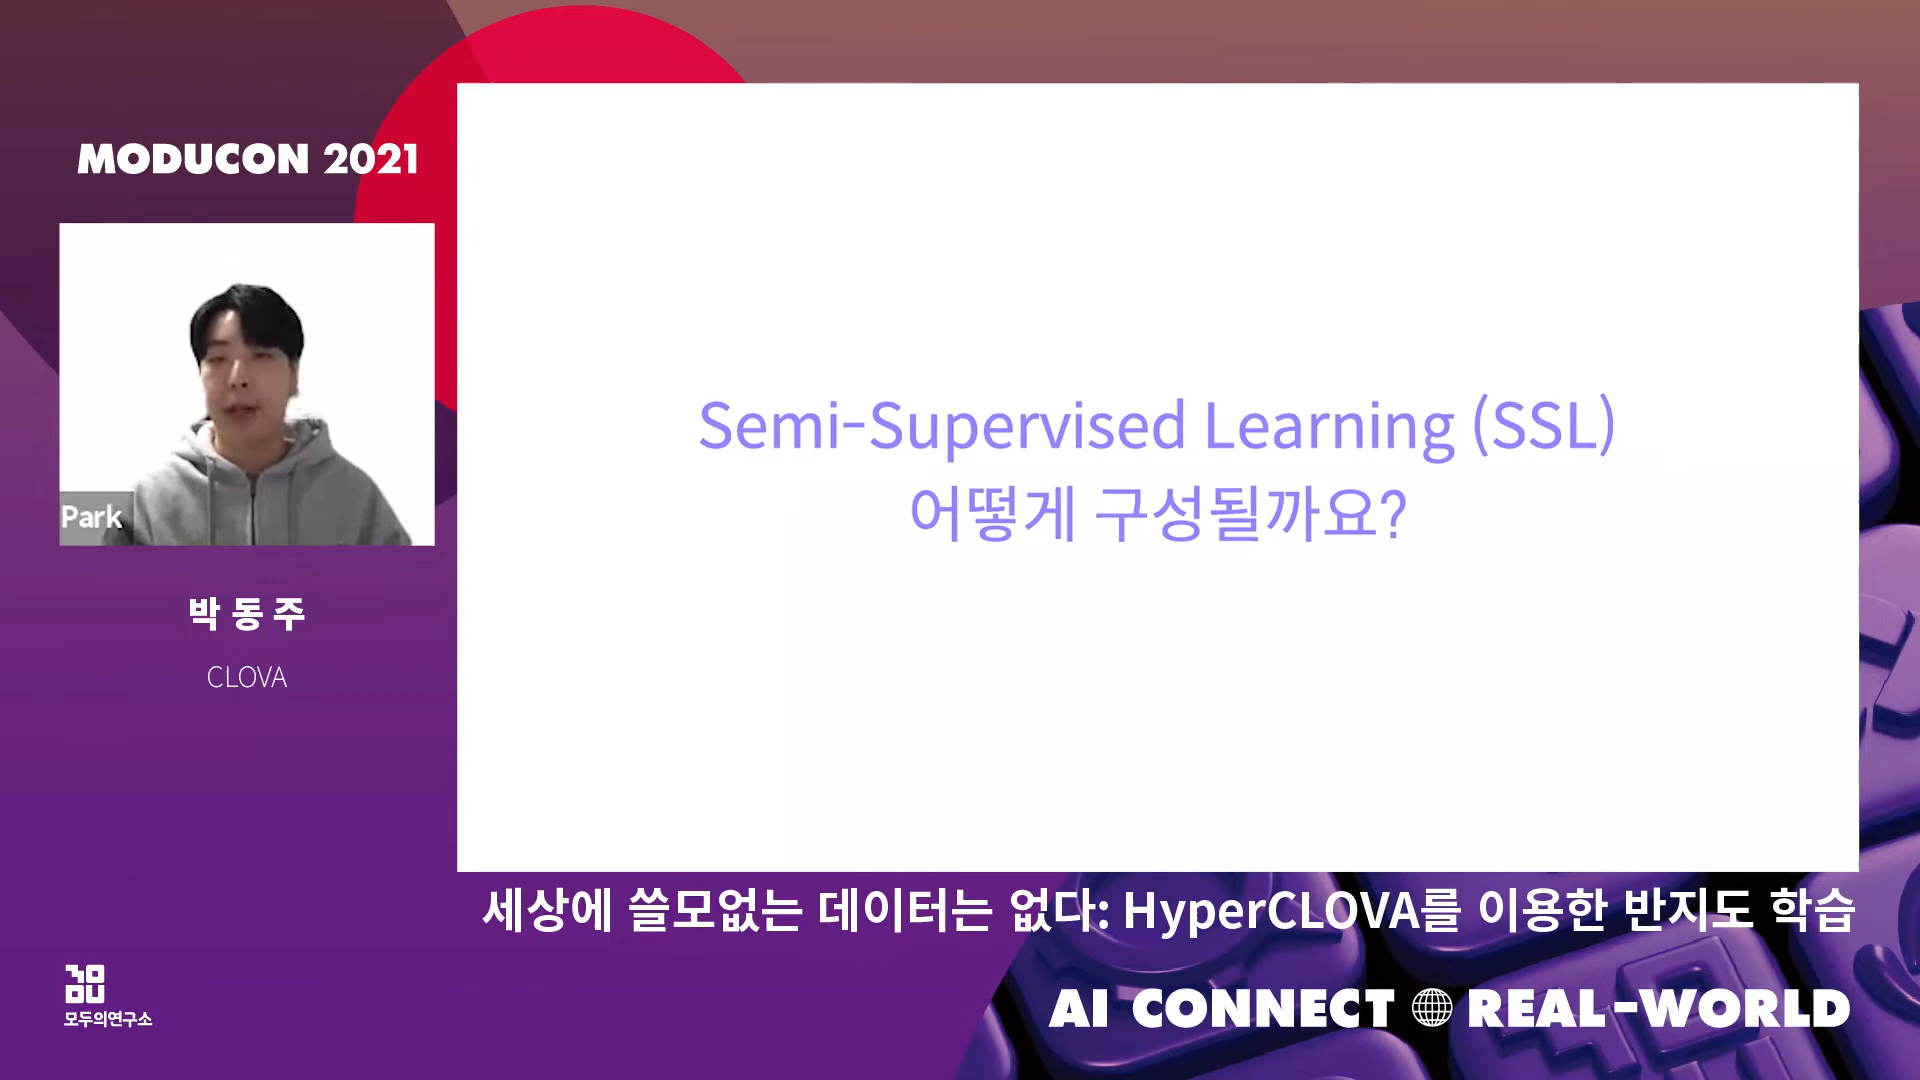 MODUCON 2021
Semi-Supervised Learning (SSL)
어떻게 구성될까요?
Park
박동주
CLOVA
세상에 쓸모없는 데이터는 없다: HyperCLOVA를 이용한 반지도 학습
모두의연구소
AI CONNECT REAL-WORLD